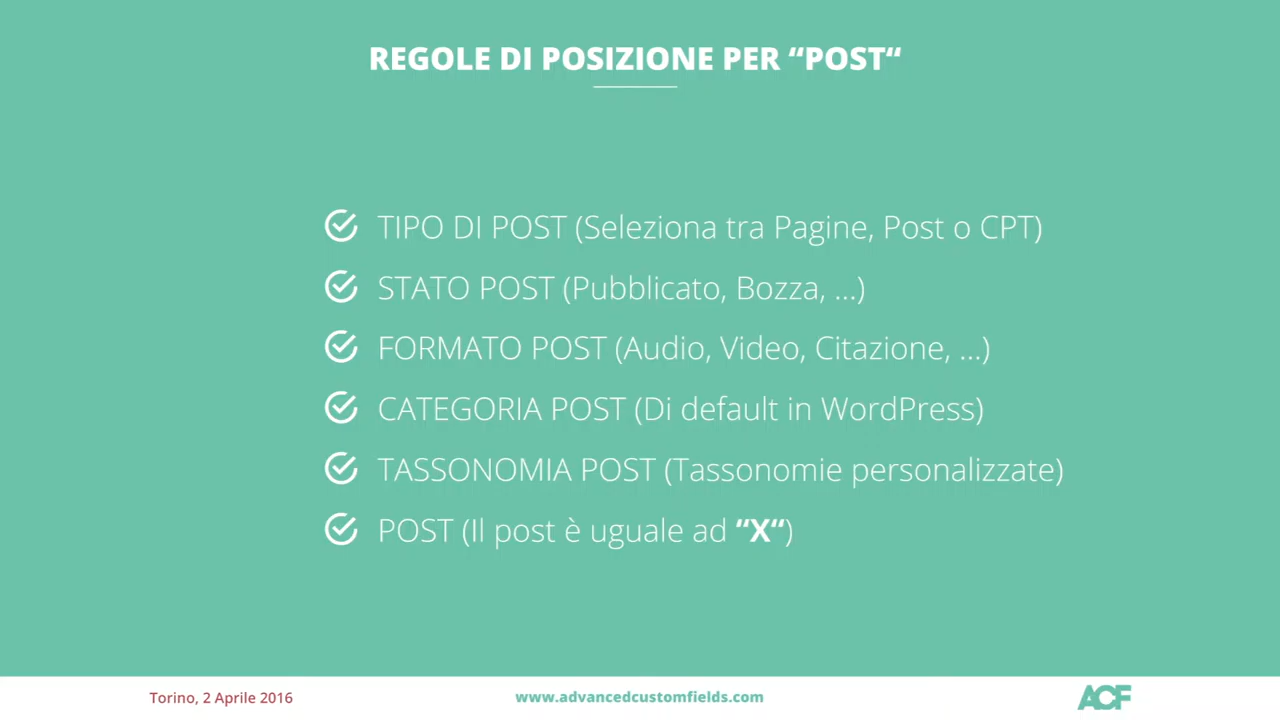 REGOLE DI POSIZIONE PER “POST“
TIPO DI POST (Seleziona tra Pagine, Post o CPT)
STATO POST (Pubblicato, Bozza, ...)
FORMATO POST (Audio, Video, Citazione, ...)
CATEGORIA POST (Di default in WordPress)
TASSONOMIA POST (Tassonomie personalizzate)
POST (Il post è uguale ad “X“)
Torino, 2 Aprile 2016
www.advancedcustomfields.com
ACF